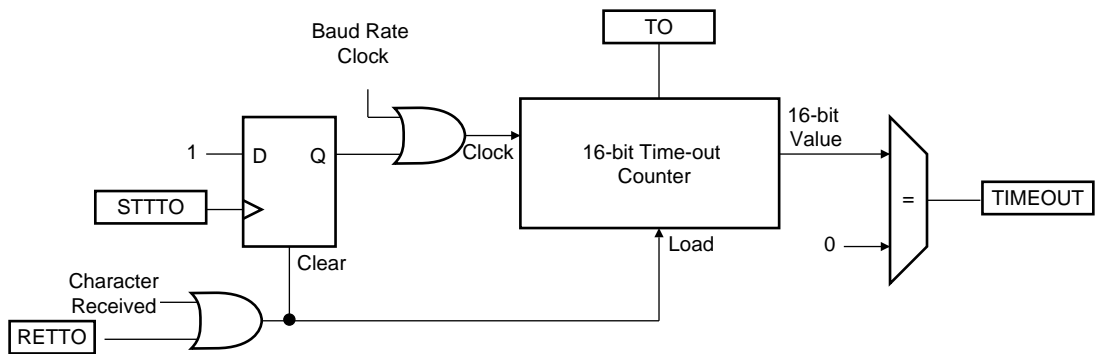 Baud Rate
Clock
TO
1
D
Q
Clock
16-bit Time-out
Counter
16-bit
Value
STTTO
=
TIMEOUT
0
Load
Clear
Character
Received
RETTO